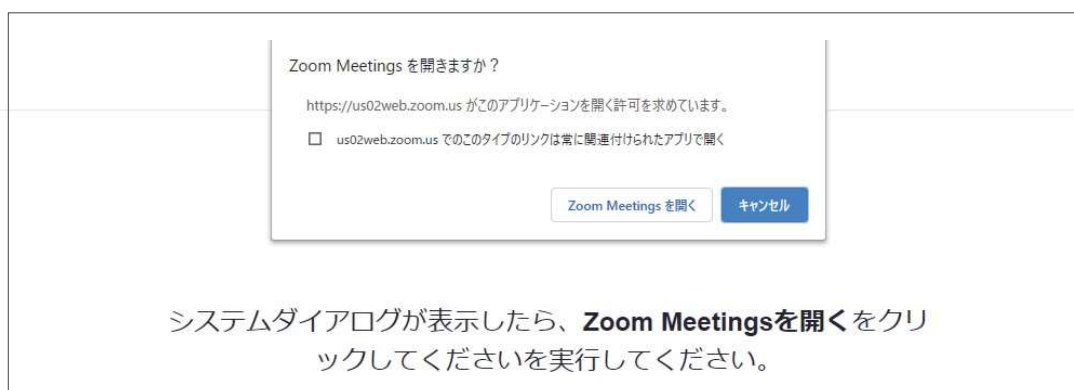 Zoom Meetings を開きますか？
https://us02web.zoom.us がこのアプリケーションを開く許可を求めています。
us02web.zoom.us でのこのタイプのリンクは常に関連付けられたアプリで開く
Zoom Meetings を開く キャンセル
システムダイアログが表示したら、Zoom Meetingsを開くをクリ
ックしてくださいを実行してください。